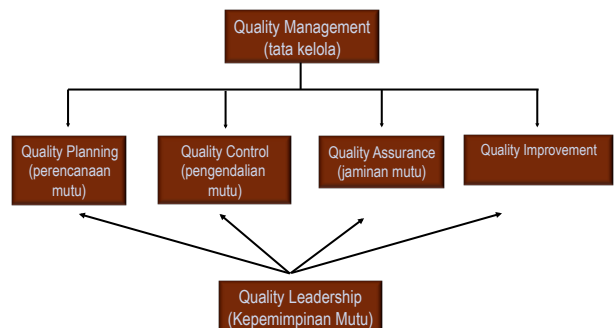 Quality Management
(tata kelola)
Quality Planning
(perencanaan
mutu)
Quality Control
(pengendalian
mutu)
Quality Assurance
(jaminan mutu)
Quality Improvement
Quality Leadership
(Kepemimpinan Mutu)